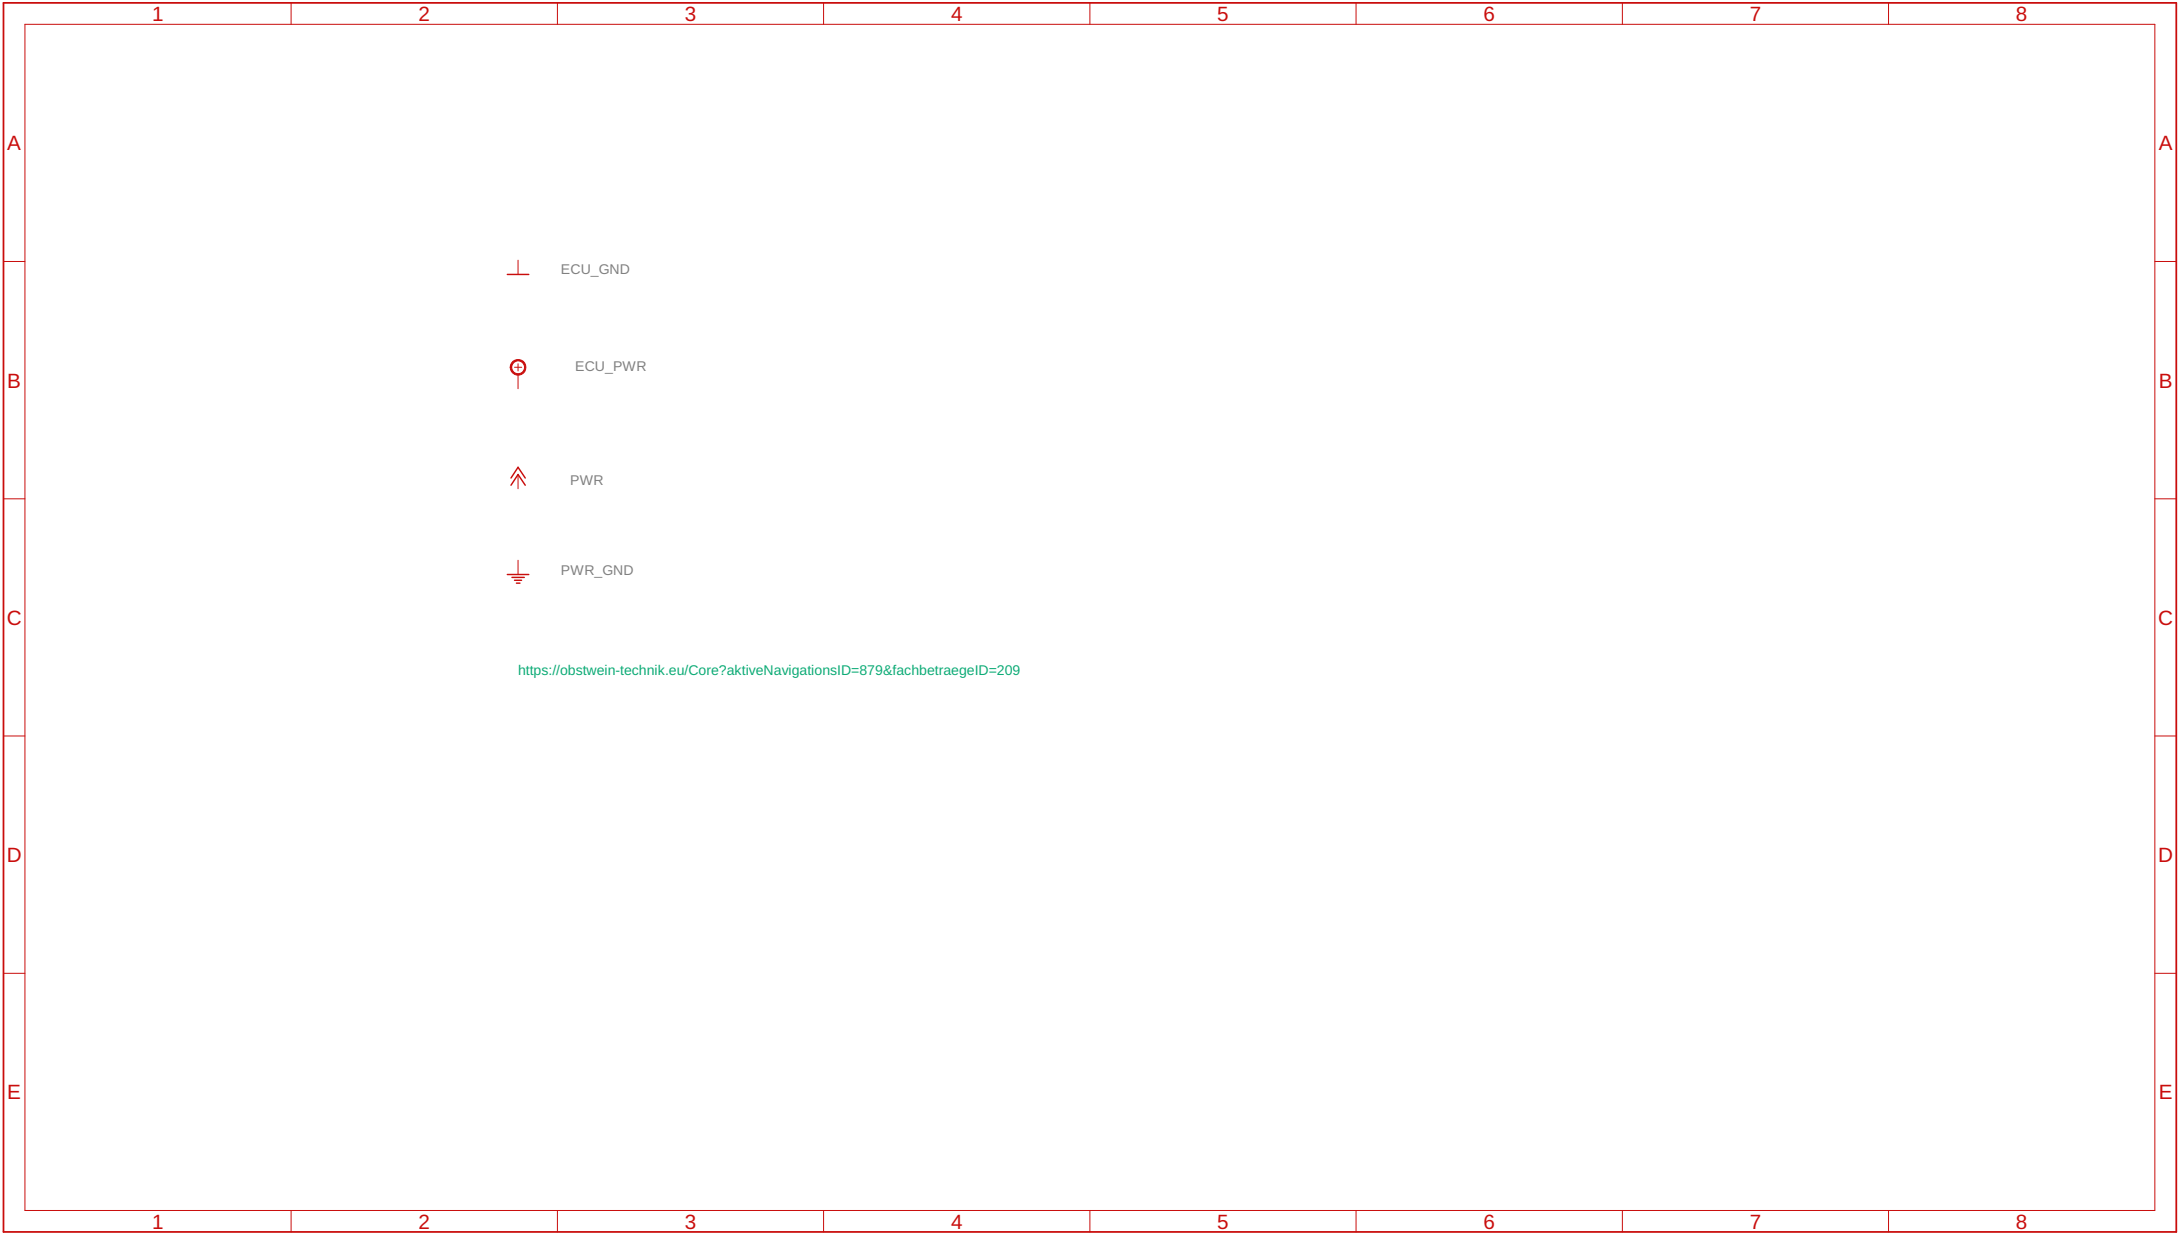 1 2 3 4 5 6 7 8
A A
ECU_GND
B B
ECU_PWR
PWR
PWR_GND
C C
https://obstwein-technik.eu/Core?aktiveNavigationsID=879&fachbetraegeID=209
D D
E E
1 2 3 4 5 6 7 8